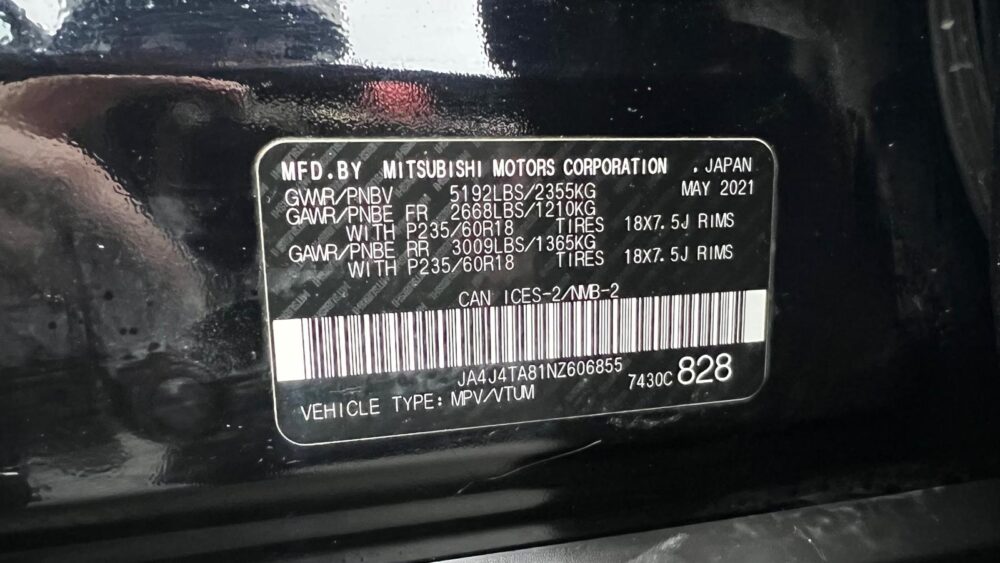 MFD.BY MITSUBISHI MOTORS CORPORATION . JAPAN
GVWR/PNBV 5192LBS/2355KG MAY 2021
GAWR/PNBE FR 2668LBS/1210KG
WITH P235/60R18 TIRES 18X7.5J RIMS
GAWR/PNBE RR 3009LBS/1365KG
WITH P235/60R18 TIRES 18X7.5J RIMS
CAN ICES-2/NMB-2
JA4J4TA81NZ606855
7430C 828
VEHICLE TYPE: MPV/VTUM